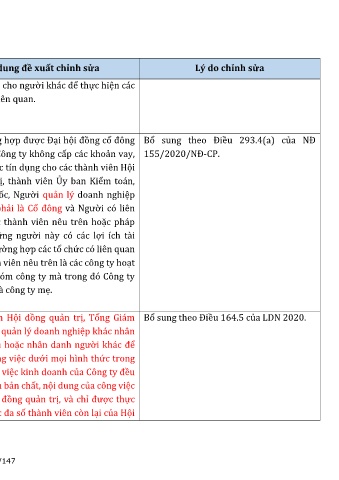 dung đề xuất chỉnh sửa
Lý do chỉnh sửa
cho người khác để thực hiện các
ên quan.
hợp được Đại hội đồng cổ đông
Công ty không cấp các khoản vay,
tín dụng cho các thành viên Hội
ị, thành viên Ủy ban Kiểm toán,
ốc, Người quản lý doanh nghiệp
phải là Cổ đông và Người có liên
thành viên nêu trên hoặc pháp
ững người này có các lợi ích tài
ường hợp các tổ chức có liên quan
viên nêu trên là các công ty hoạt
óm công ty mà trong đó Công ty
à công ty mẹ.
Bổ sung theo Điều 293.4(a) của NĐ
155/2020/NĐ-CP.
Hội đồng quản trị, Tổng Giám
quản lý doanh nghiệp khác nhân
hoặc nhân danh người khác để
ng việc dưới mọi hình thức trong
việc kinh doanh của Công ty đều
bản chất, nội dung của công việc
đồng quản trị, và chỉ được thực
đa số thành viên còn lại của Hội
Bổ sung theo Điều 164.5 của LDN 2020.
/147